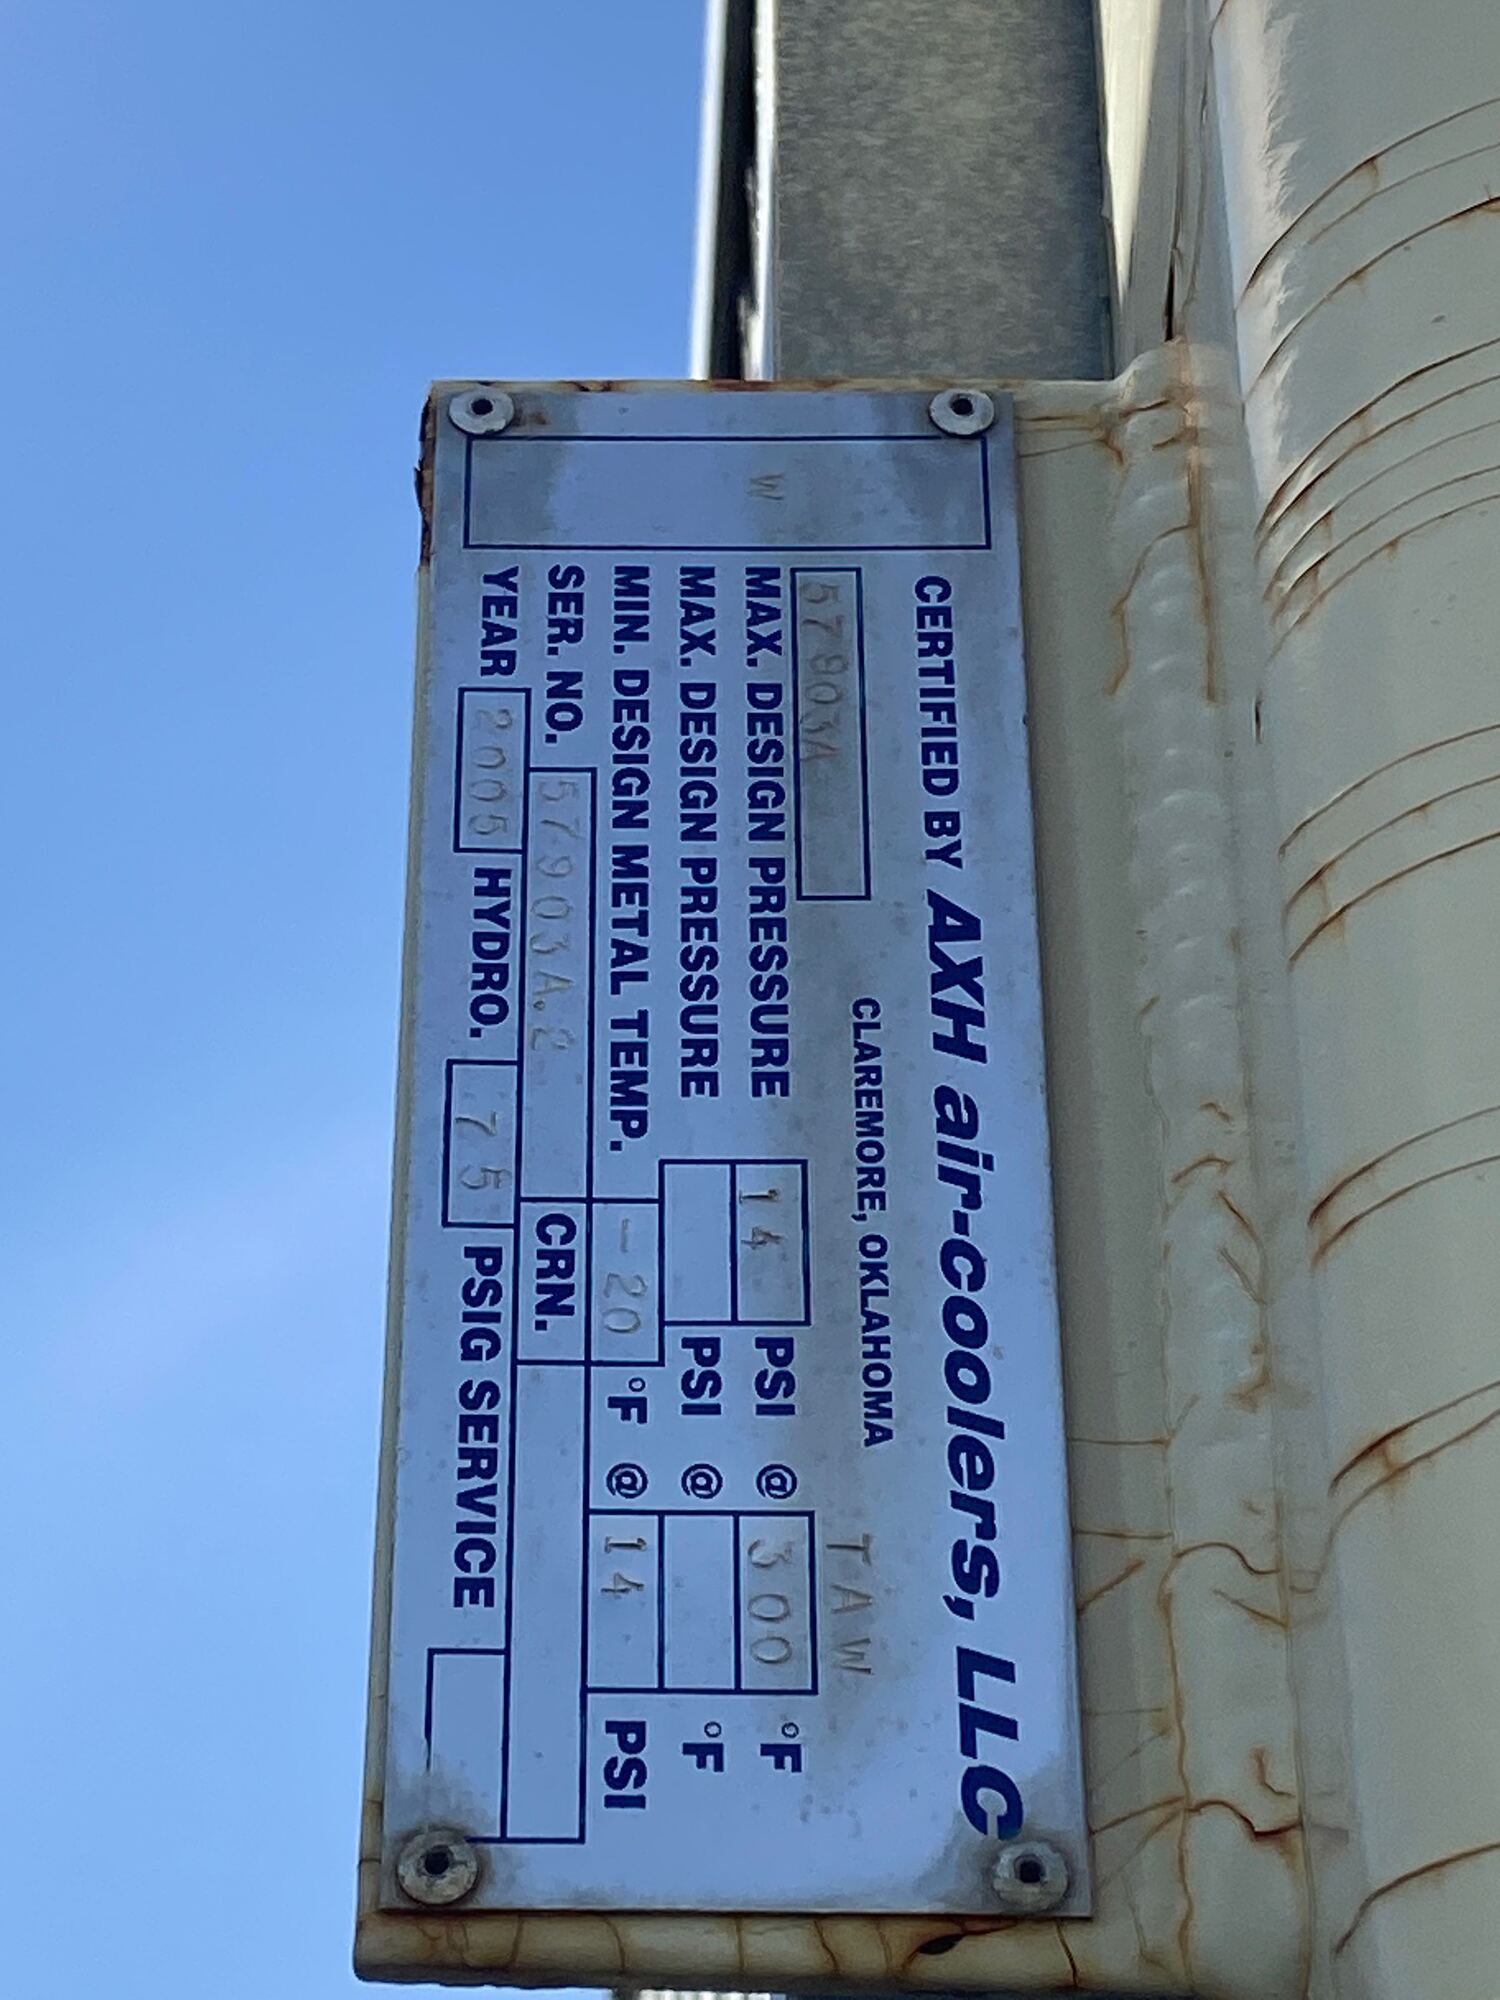 W
CERTIFIED BY AXH air-coolers, LLC
CLAREMORE, OKLAHOMA
57903A
TAW
MAX. DESIGN PRESSURE 14 PSI @ 300 °F
MAX. DESIGN PRESSURE PSI @ °F
MIN. DESIGN METAL TEMP. -20 °F @ 14 PSI
SER. NO. 57903A.2 CRN.
YEAR 2005 HYDRO. 75 PSIG SERVICE